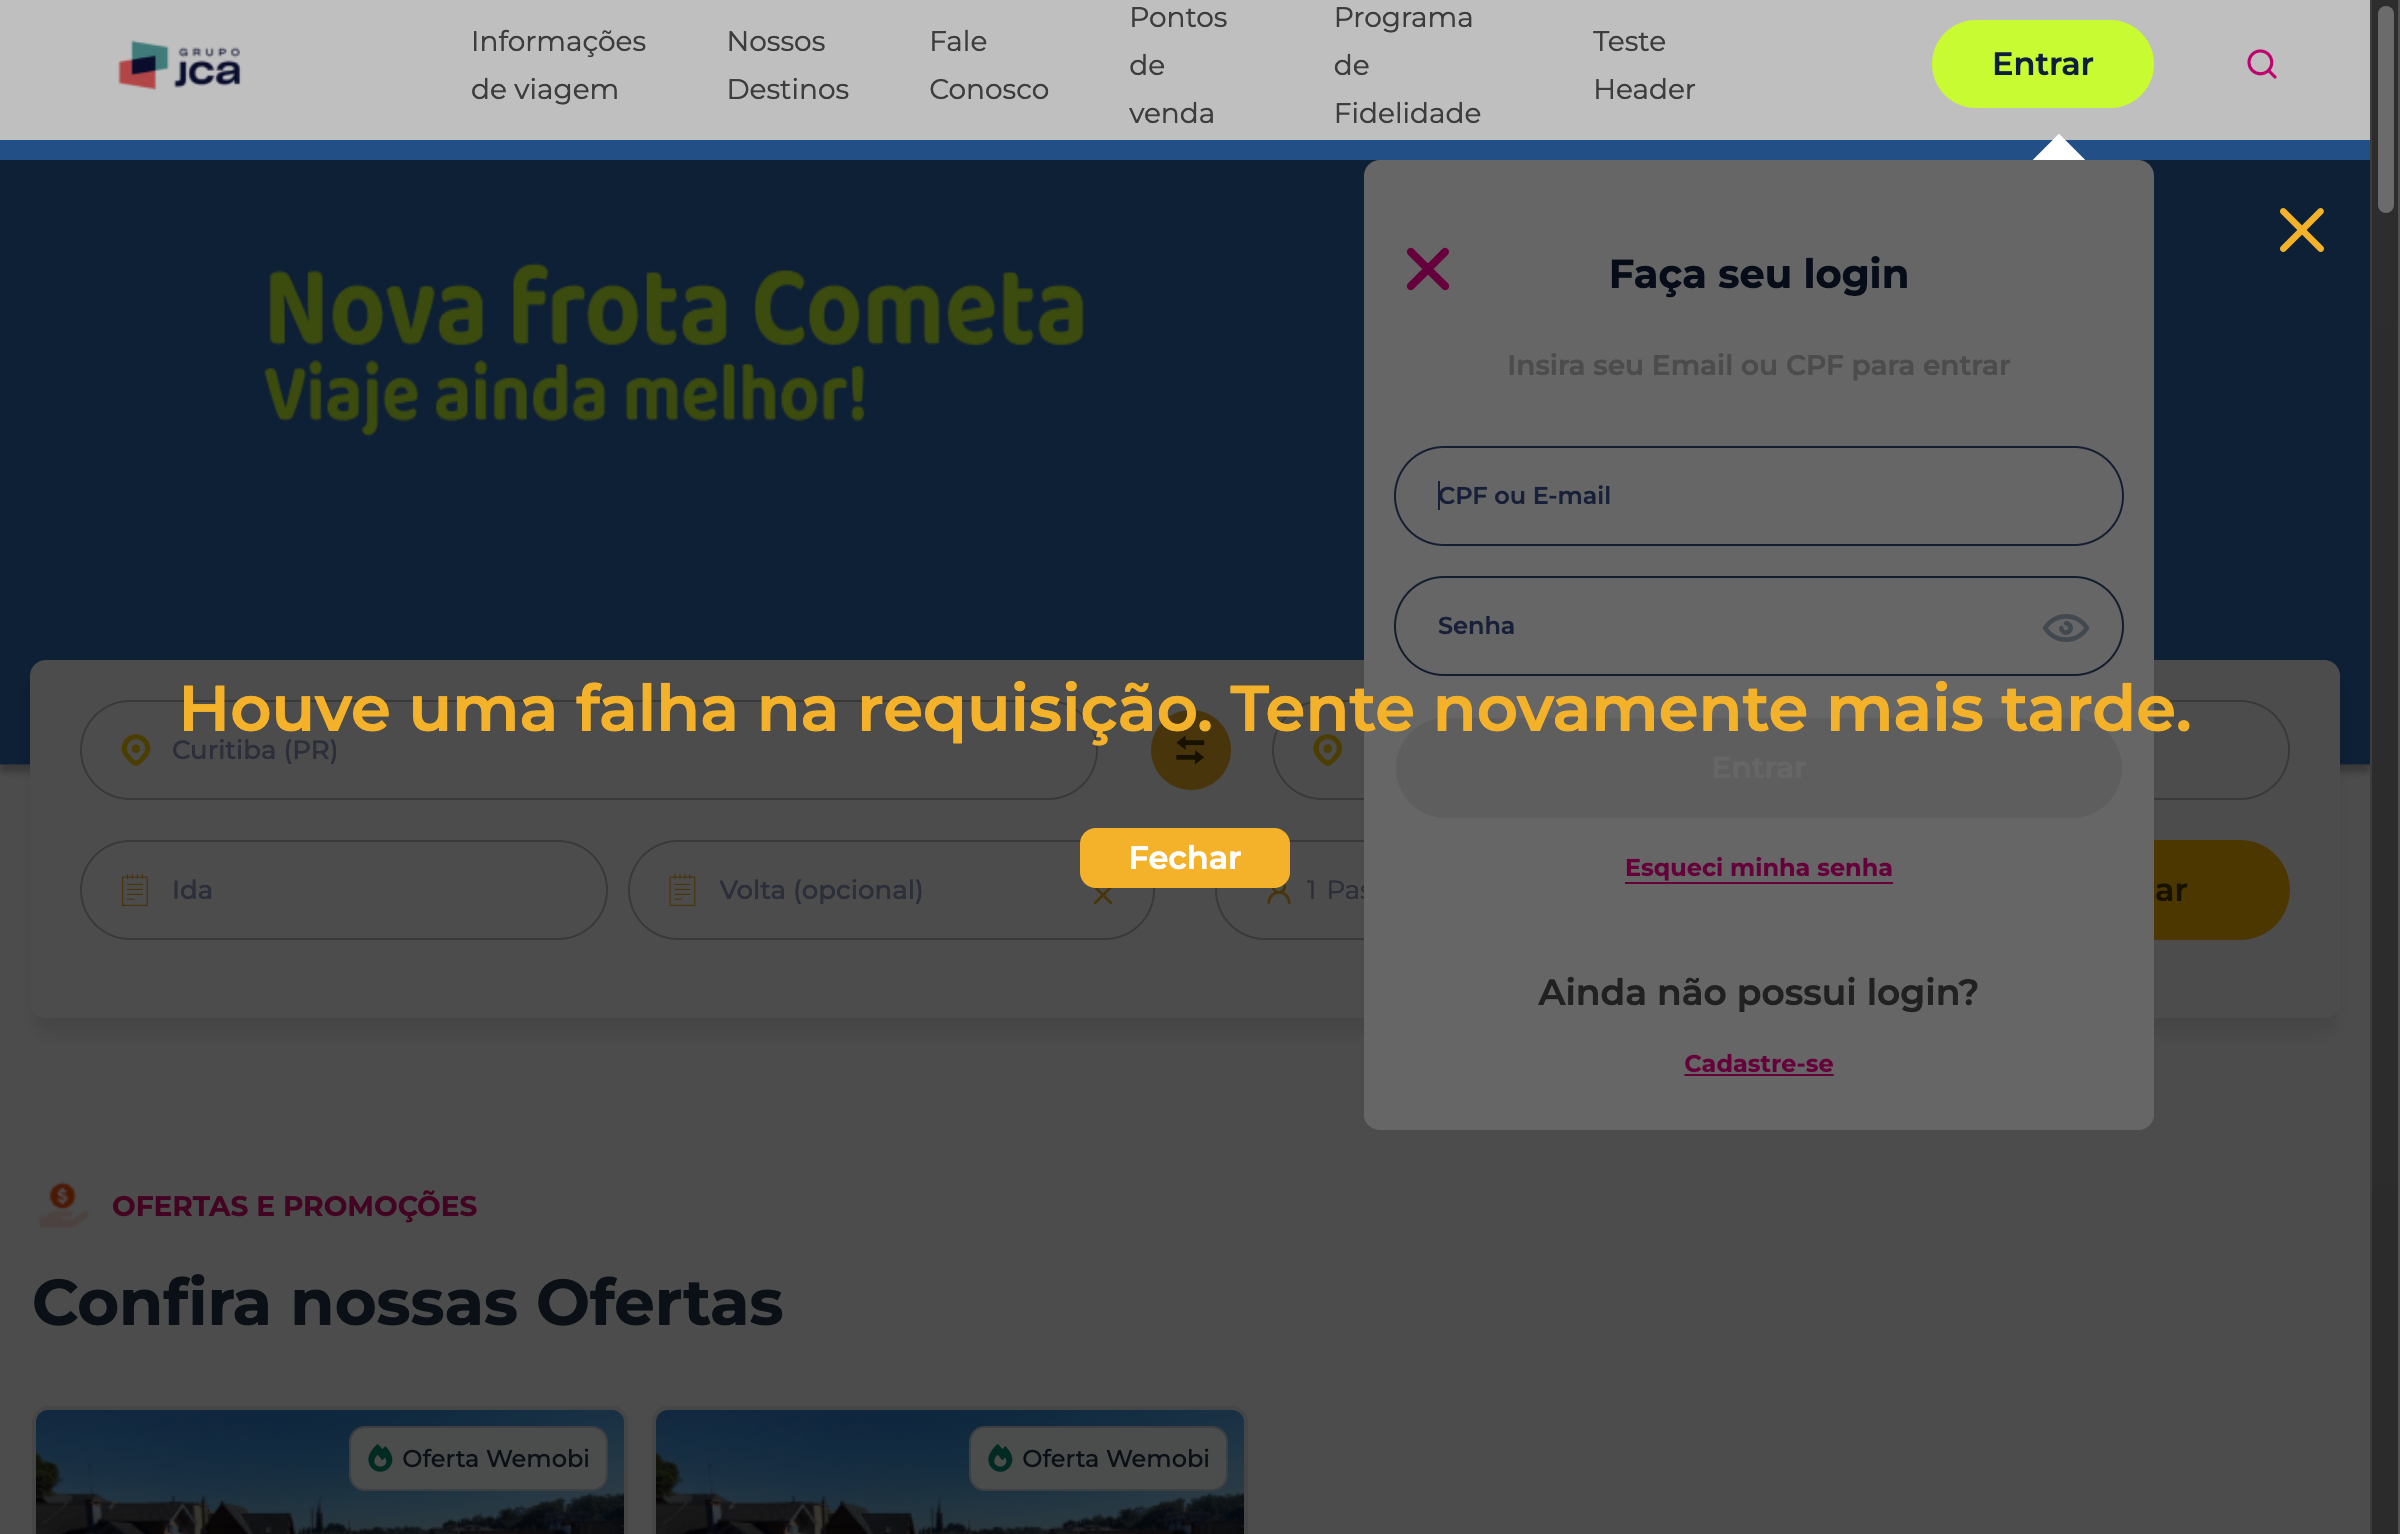 GRUPO
jca
Informações
de viagem
Nossos
Destinos
Fale
Conosco
Pontos
de
venda
Programa
de
Fidelidade
Teste
Header
Entrar
Nova frota Cometa
Viaje ainda melhor!
Faça seu login
Insira seu Email ou CPF para entrar
CPF ou E-mail
Senha
Houve uma falha na requisição. Tente novamente mais tarde.
Curitiba (PR)
Entrar
Fechar
Esqueci minha senha
Ida
Volta (opcional)
1 Pas
ar
Ainda não possui login?
Cadastre-se
OFERTAS E PROMOÇÕES
Confira nossas Ofertas
Oferta Wemobi
Oferta Wemobi